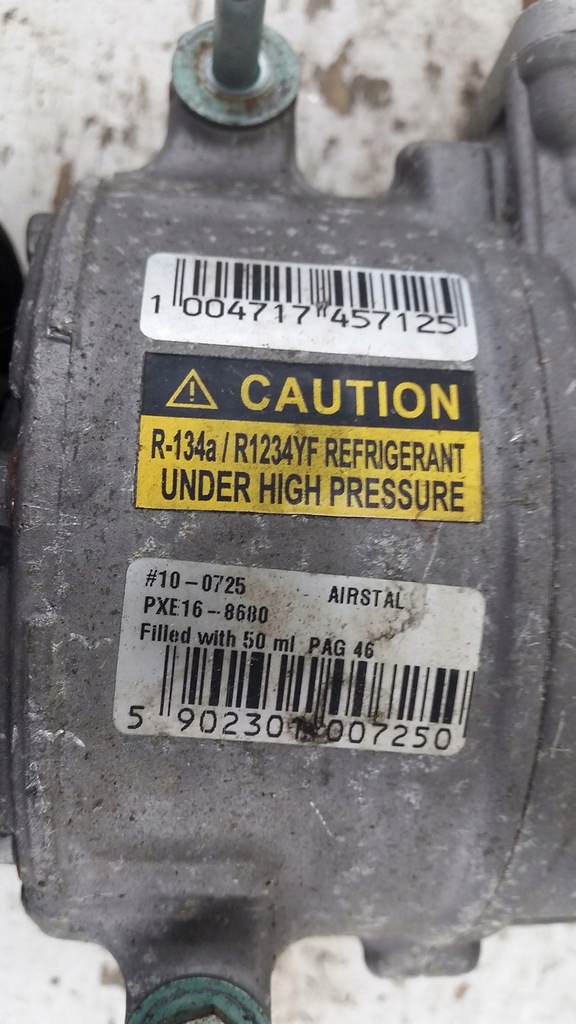 1 004717 457125
CAUTION
R-134a / R1234YF REFRIGERANT
UNDER HIGH PRESSURE
#10-0725 AIRSTAL
PXE16-8680
Filled with 50 ml PAG 46
5 902301 007250